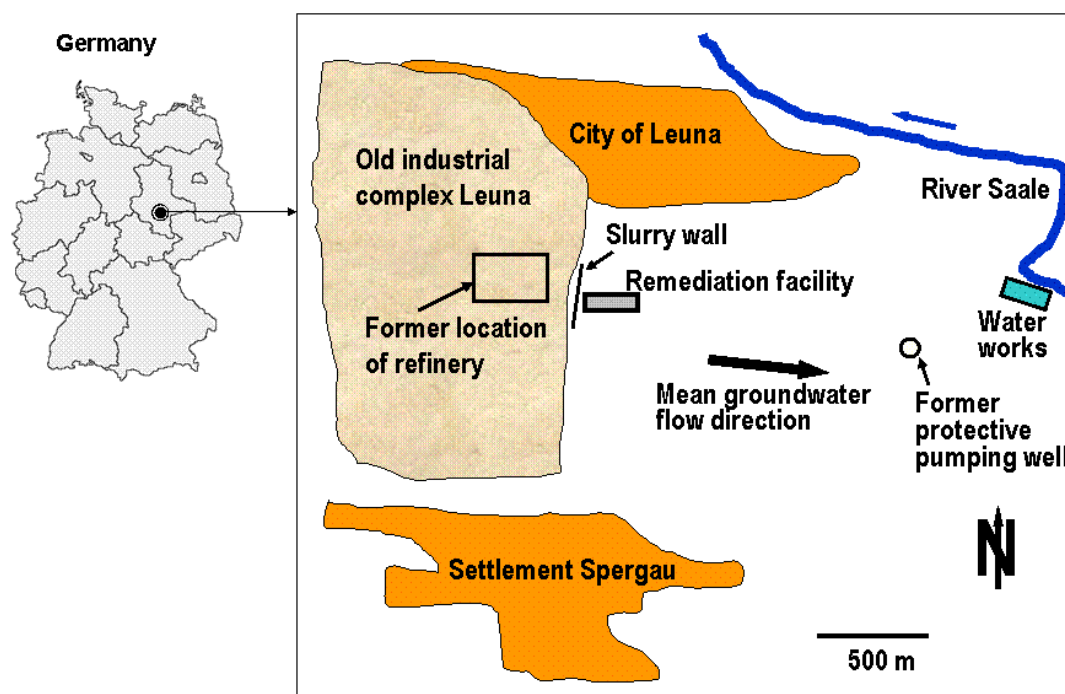 Germany
City of Leuna
Old industrial
complex Leuna
River Saale
Slurry wall
Remediation facility
Former location
of refinery
Water
works
Mean groundwater
flow direction
Former
protective
pumping well
N
Settlement Spergau
500 m